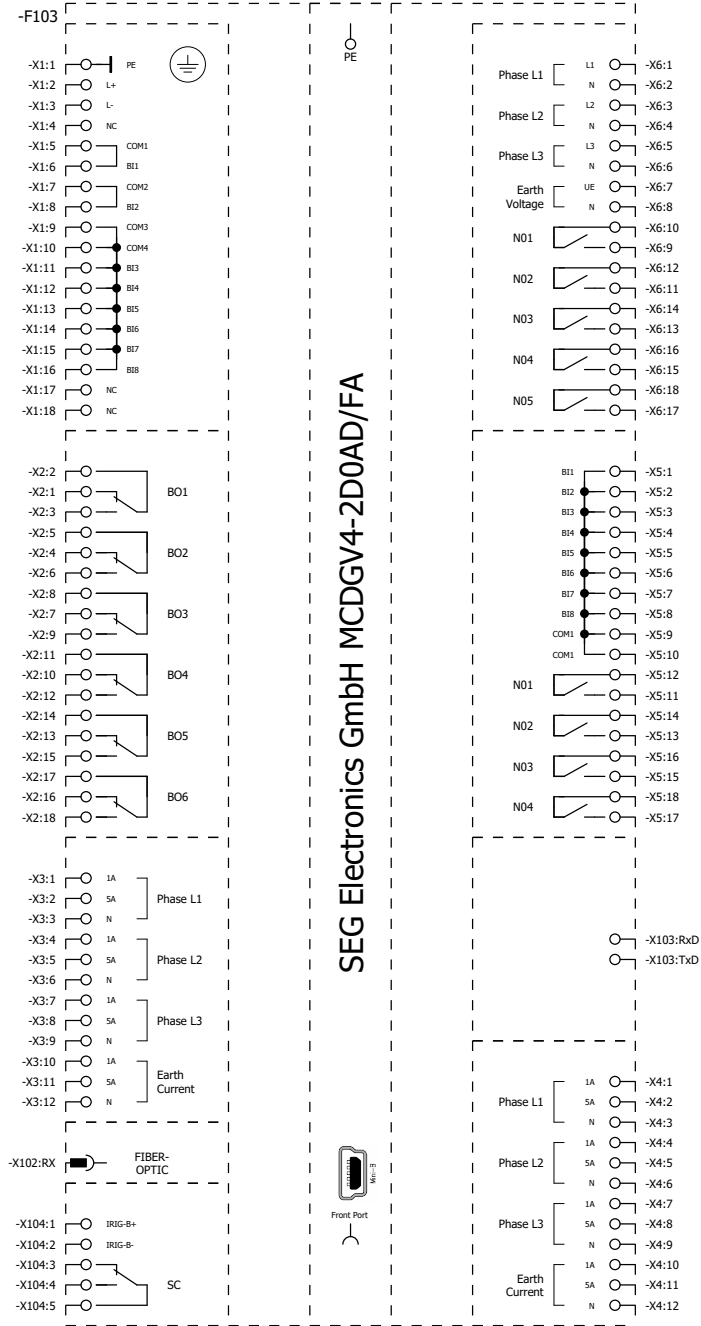 -F103
PE
-X1:1 PE
-X1:2 L+
-X1:3 L-
-X1:4 NC
-X1:5 COM1
-X1:6 BI1
-X1:7 COM2
-X1:8 BI2
-X1:9 COM3
-X1:10 COM4
-X1:11 BI3
-X1:12 BI4
-X1:13 BI5
-X1:14 BI6
-X1:15 BI7
-X1:16 BI8
-X1:17 NC
-X1:18 NC
-X2:2
-X2:1 BO1
-X2:3
-X2:5
-X2:4 BO2
-X2:6
-X2:8
-X2:7 BO3
-X2:9
-X2:11
-X2:10 BO4
-X2:12
-X2:14
-X2:13 BO5
-X2:15
-X2:17
-X2:16 BO6
-X2:18
-X3:1 1A
-X3:2 5A Phase L1
-X3:3 N
-X3:4 1A
-X3:5 5A Phase L2
-X3:6 N
-X3:7 1A
-X3:8 5A Phase L3
-X3:9 N
-X3:10 1A
-X3:11 5A Earth Current
-X3:12 N
-X102:RX FIBER-
OPTIC
-X104:1 IRIG-B+
-X104:2 IRIG-B-
-X104:3
-X104:4 SC
-X104:5
SEG Electronics GmbH MCDGV4-2D0AD/FA
Mini-B
Front Port
Phase L1
L1 -X6:1
N -X6:2
Phase L2
L2 -X6:3
N -X6:4
Phase L3
L3 -X6:5
N -X6:6
Earth
Voltage
UE -X6:7
N -X6:8
N01
-X6:10
-X6:9
N02
-X6:12
-X6:11
N03
-X6:14
-X6:13
N04
-X6:16
-X6:15
N05
-X6:18
-X6:17
BI1 -X5:1
BI2 -X5:2
BI3 -X5:3
BI4 -X5:4
BI5 -X5:5
BI6 -X5:6
BI7 -X5:7
BI8 -X5:8
COM1 -X5:9
COM1 -X5:10
N01
-X5:12
-X5:11
N02
-X5:14
-X5:13
N03
-X5:16
-X5:15
N04
-X5:18
-X5:17
-X103:RxD
-X103:TxD
1A -X4:1
Phase L1 5A -X4:2
N -X4:3
1A -X4:4
Phase L2 5A -X4:5
N -X4:6
1A -X4:7
Phase L3 5A -X4:8
N -X4:9
1A -X4:10
Earth Current 5A -X4:11
N -X4:12